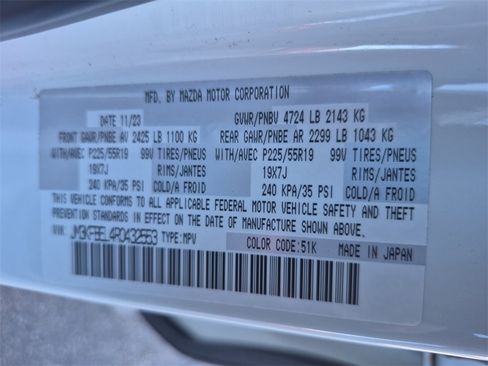 MFD. BY MAZDA MOTOR CORPORATION
DATE 11/23 GVWR/PNBV 4724 LB 2143 KG
FRONT GAWR/PNBE AV 2425 LB 1100 KG REAR GAWR/PNBE AR 2299 LB 1043 KG
WITH/AVEC P225/55R19 99V TIRES/PNEUS WITH/AVEC P225/55R19 99V TIRES/PNEUS
19X7J RIMS/JANTES 19X7J RIMS/JANTES
240 KPA/35 PSI COLD/A FROID 240 KPA/35 PSI COLD/A FROID
THIS VEHICLE CONFORMS TO ALL APPLICABLE FEDERAL MOTOR VEHICLE SAFETY AND THEFT
PREVENTION STANDARDS IN EFFECT ON THE DATE OF MANUFACTURE SHOWN ABOVE.
VIN: TYPE:MPV COLOR CODE:51K MADE IN JAPAN